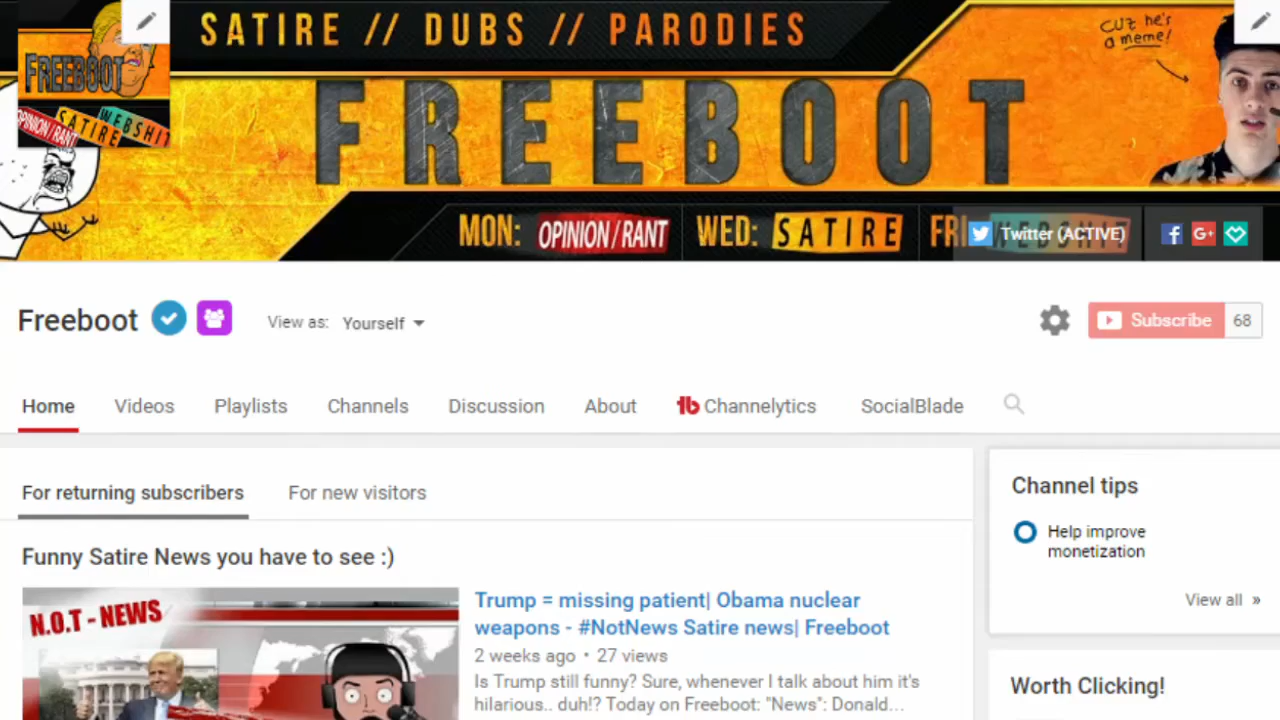 SATIRE // DUBS // PARODIES
CUZ he's
a meme!
FREEBOOT
OPINION/RANT
SATIRE
WEBSHIT
FREEBOOT
MON: OPINION/RANT WED: SATIRE FRI WEBSHIT
Twitter (ACTIVE)
Freeboot View as: Yourself
Subscribe 68
Home Videos Playlists Channels Discussion About Channelytics SocialBlade
For returning subscribers For new visitors
Channel tips
Help improve
monetization
View all »
Worth Clicking!
Funny Satire News you have to see :)
N.O.T - NEWS
Trump = missing patient| Obama nuclear
weapons - #NotNews Satire news| Freeboot
2 weeks ago • 27 views
Is Trump still funny? Sure, whenever I talk about him it's
hilarious.. duh!? Today on Freeboot: "News": Donald...